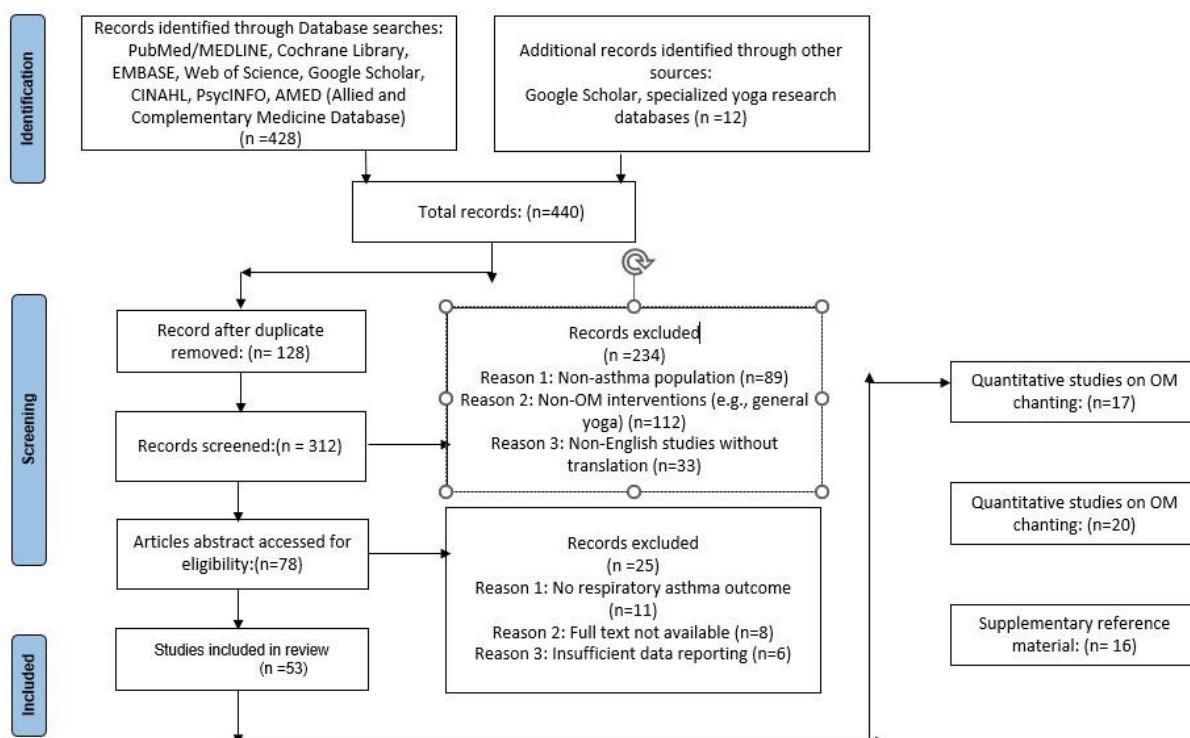 Identification
Records identified through Database searches:
PubMed/MEDLINE, Cochrane Library,
EMBASE, Web of Science, Google Scholar,
CINAHL, PsycINFO, AMED (Allied and
Complementary Medicine Database)
(n =428)
Additional records identified through other
sources:
Google Scholar, specialized yoga research
databases (n =12)
Total records: (n=440)
Screening
Record after duplicate
removed: (n= 128)
Records excluded
(n =234)
Reason 1: Non-asthma population (n=89)
Reason 2: Non-OM interventions (e.g., general
yoga) (n=112)
Reason 3: Non-English studies without
translation (n=33)
Records screened:(n = 312)
Articles abstract accessed for
eligibility:(n=78)
Records excluded
(n =25)
Reason 1: No respiratory asthma outcome
(n=11)
Reason 2: Full text not available (n=8)
Reason 3: Insufficient data reporting (n=6)
Included
Studies included in review
(n =53)
Quantitative studies on OM
chanting: (n=17)
Quantitative studies on OM
chanting: (n=20)
Supplementary reference
material: (n= 16)